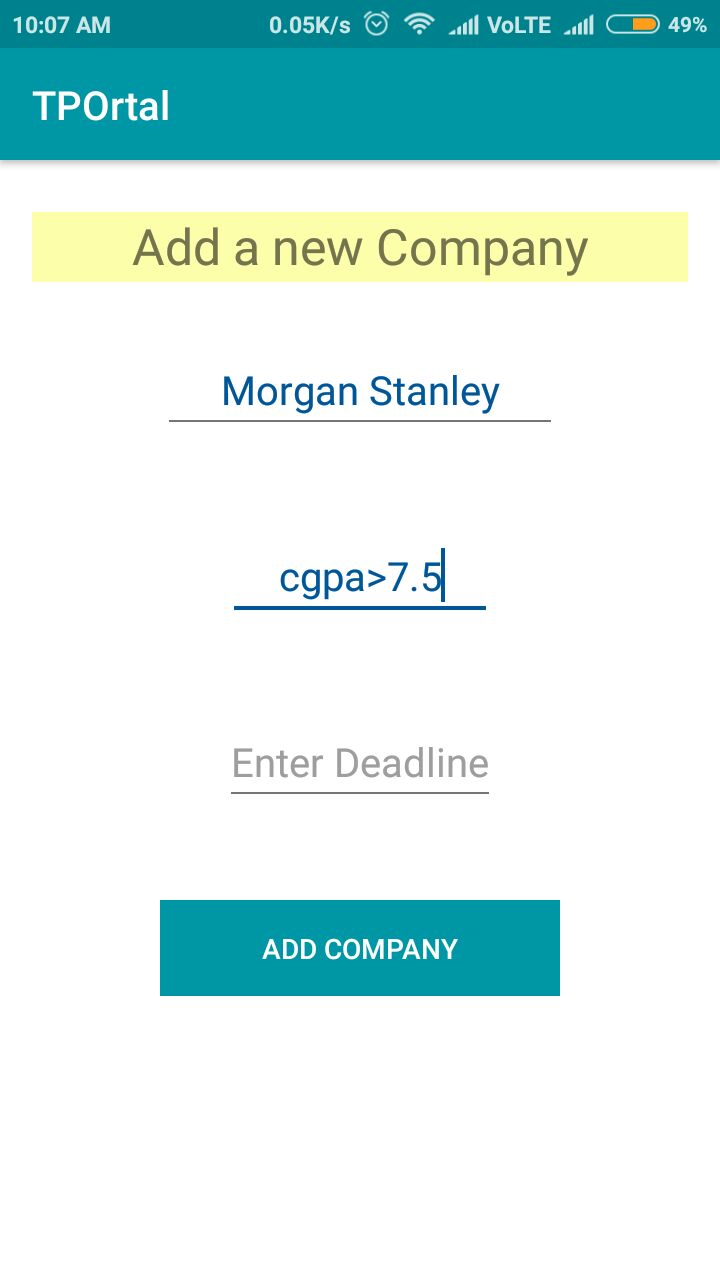 10:07 AM 0.05K/s VoLTE 49%
TPOrtal
Add a new Company
Morgan Stanley
cgpa>7.5
Enter Deadline
ADD COMPANY